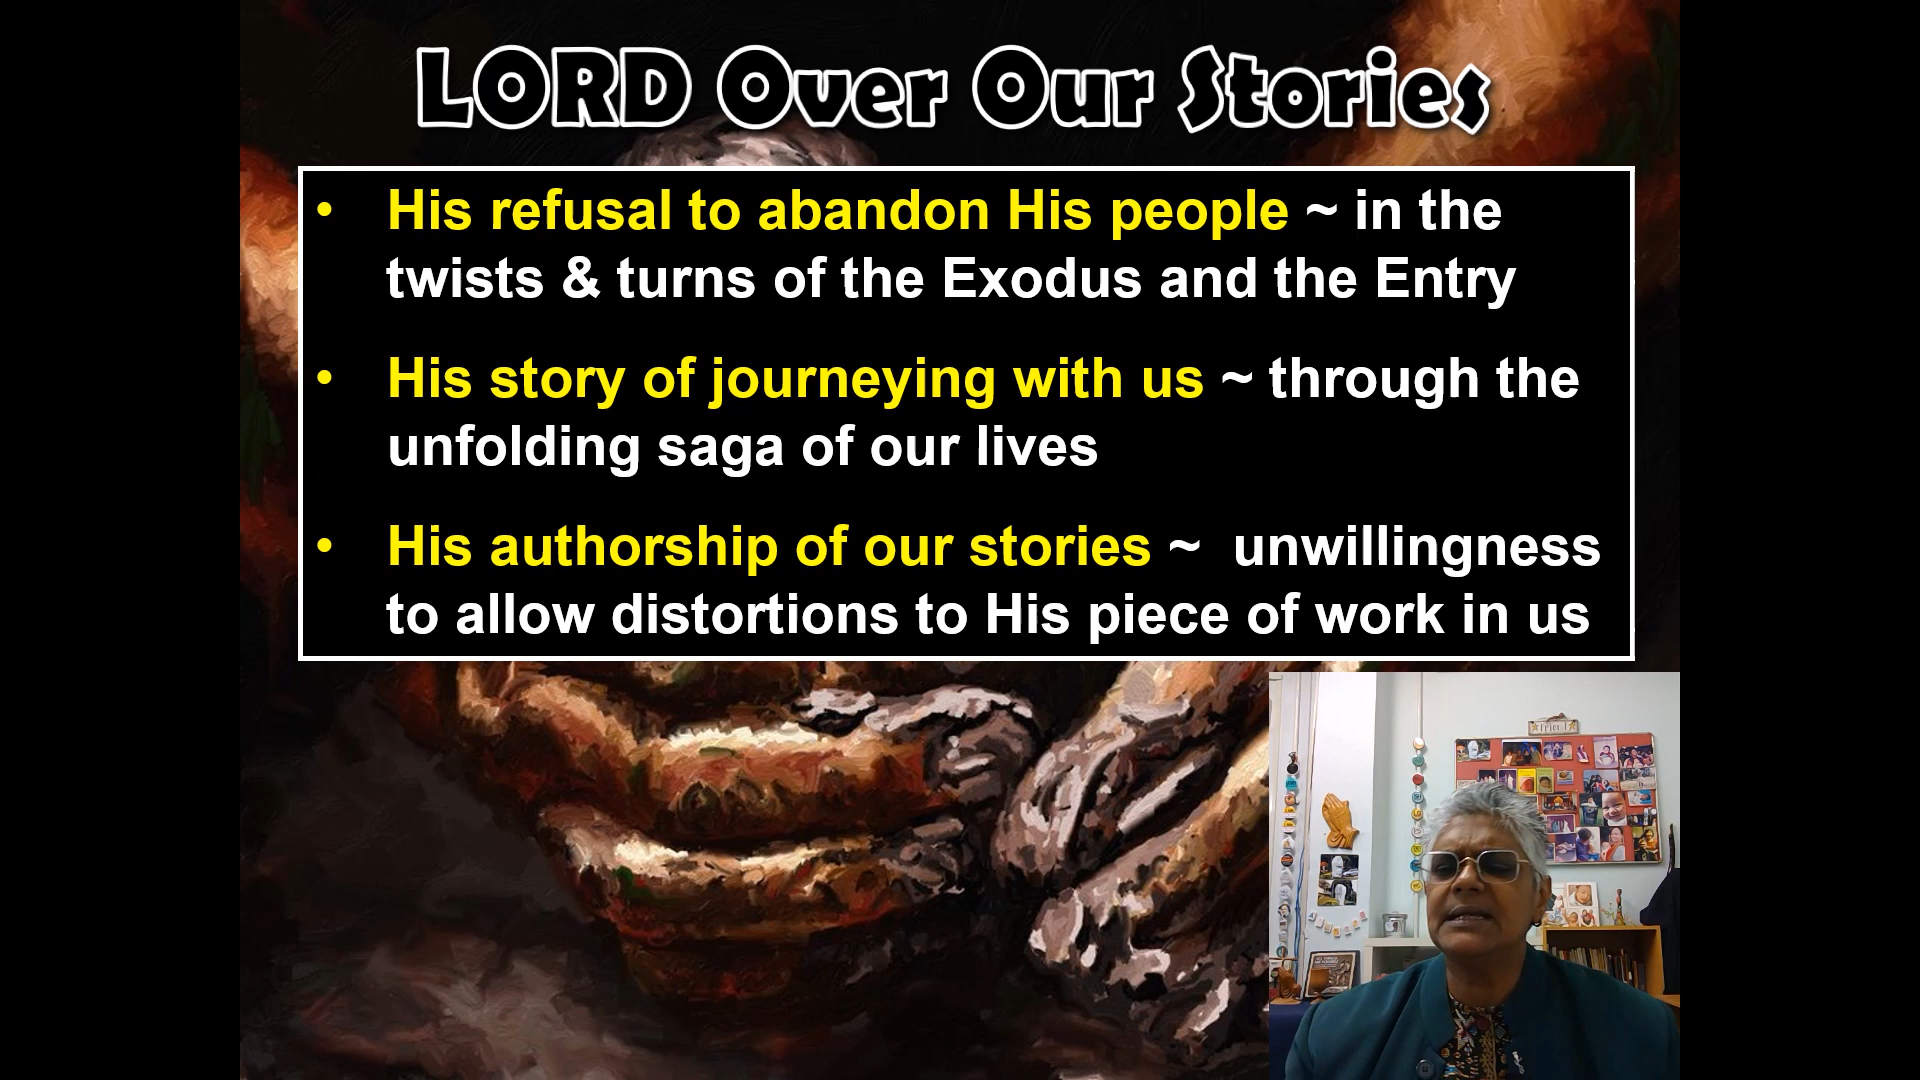 LORD Over Our Stories
• His refusal to abandon His people ~ in the
twists & turns of the Exodus and the Entry
• His story of journeying with us ~ through the
unfolding saga of our lives
• His authorship of our stories ~ unwillingness
to allow distortions to His piece of work in us